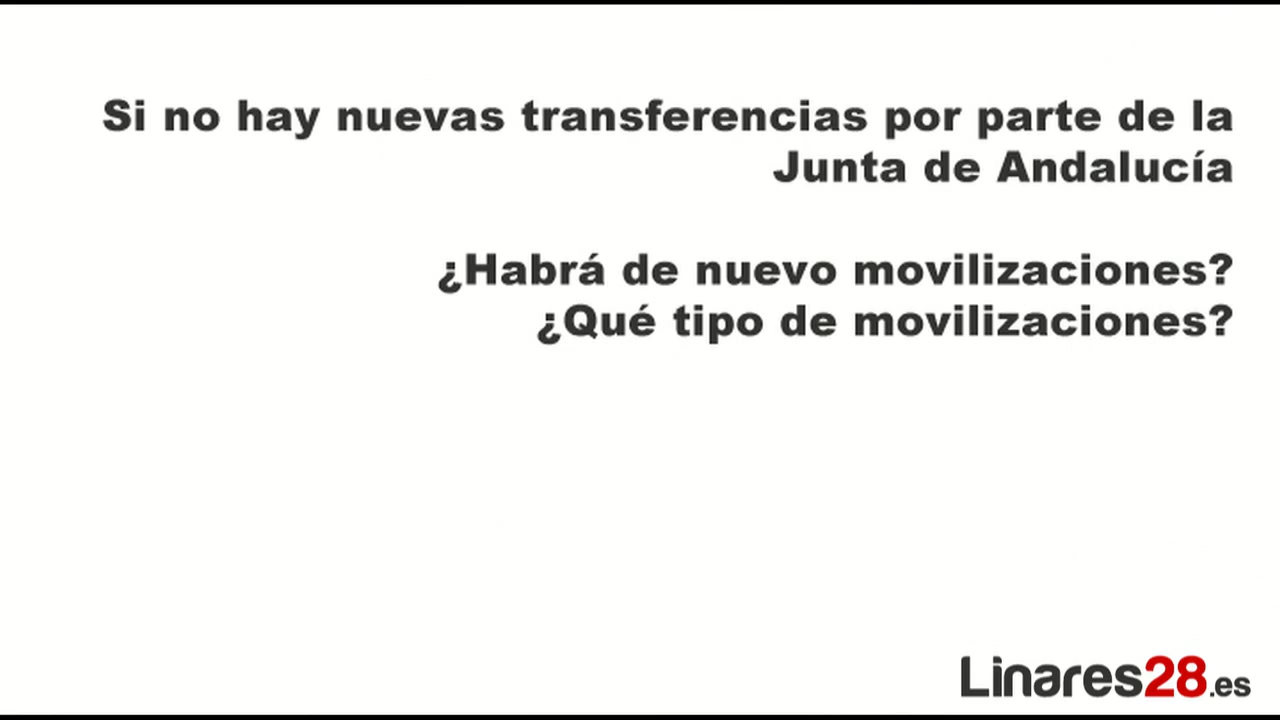 Si no hay nuevas transferencias por parte de la
Junta de Andalucía
¿Habrá de nuevo movilizaciones?
¿Qué tipo de movilizaciones?
Linares28.es